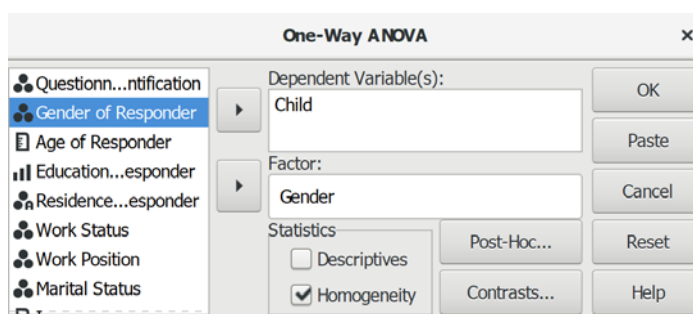 One-Way ANOVA
Questionn...ntification
Gender of Responder
Age of Responder
Education...esponder
Residence...esponder
Work Status
Work Position
Marital Status
Dependent Variable(s):
Child
Factor:
Gender
Statistics
Descriptives
Homogeneity
Post-Hoc...
Contrasts...
OK
Paste
Cancel
Reset
Help